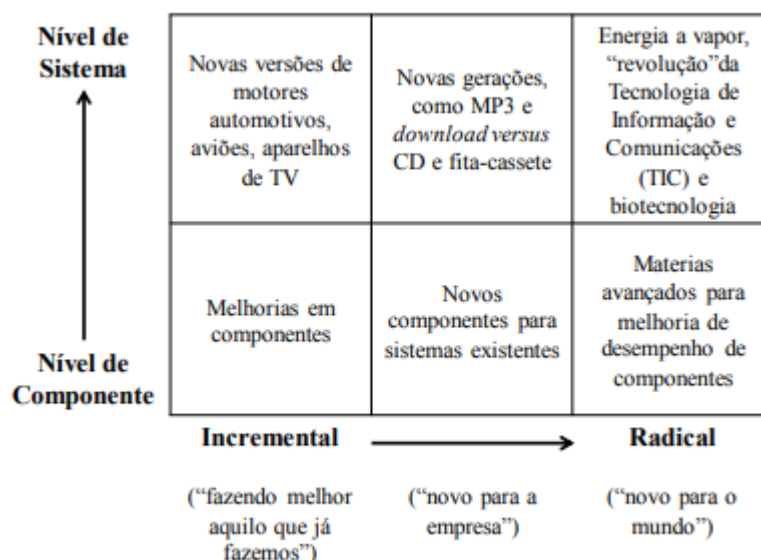 Nível de
Sistema
Novas versões de
motores
automotivos,
aviões, aparelhos
de TV
Novas gerações,
como MP3 e
download versus
CD e fita-cassete
Energia a vapor,
“revolução”da
Tecnologia de
Informação e
Comunicações
(TIC) e
biotecnologia
Nível de
Componente
Melhorias em
componentes
Novos
componentes para
sistemas existentes
Materias
avançados para
melhoria de
desempenho de
componentes
Incremental
Radical
(“fazendo melhor
aquilo que já
fazemos”)
(“novo para a
empresa”)
(“novo para o
mundo”)